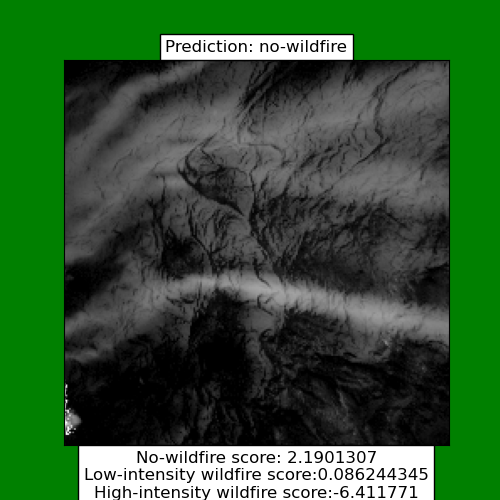 Prediction: no-wildfire
No-wildfire score: 2.1901307
Low-intensity wildfire score:0.086244345
High-intensity wildfire score:-6.411771